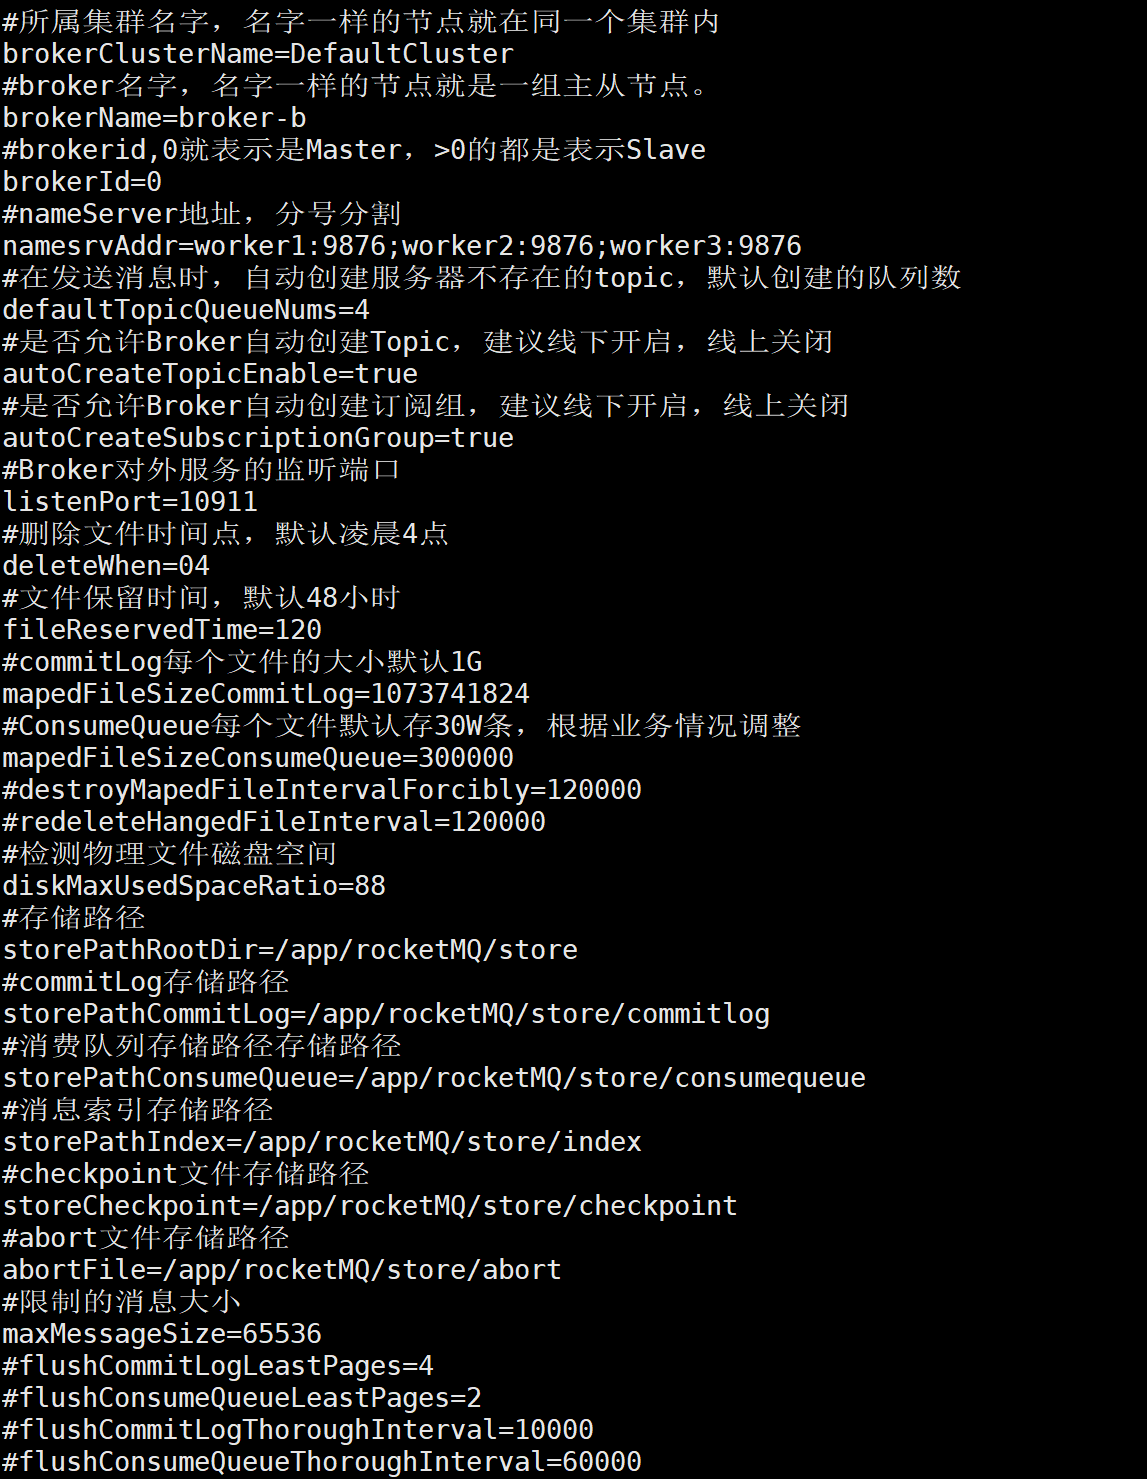 #所属集群名字，名字一样的节点就在同一个集群内
brokerClusterName=DefaultCluster
#broker名字，名字一样的节点就是一组主从节点。
brokerName=broker-b
#brokerid,0就表示是Master，>0的都是表示Slave
brokerId=0
#nameServer地址，分号分割
namesrvAddr=worker1:9876;worker2:9876;worker3:9876
#在发送消息时，自动创建服务器不存在的topic，默认创建的队列数
defaultTopicQueueNums=4
#是否允许Broker自动创建Topic，建议线下开启，线上关闭
autoCreateTopicEnable=true
#是否允许Broker自动创建订阅组，建议线下开启，线上关闭
autoCreateSubscriptionGroup=true
#Broker对外服务的监听端口
listenPort=10911
#删除文件时间点，默认凌晨4点
deleteWhen=04
#文件保留时间，默认48小时
fileReservedTime=120
#commitLog每个文件的大小默认1G
mapedFileSizeCommitLog=1073741824
#ConsumeQueue每个文件默认存30W条，根据业务情况调整
mapedFileSizeConsumeQueue=300000
#destroyMapedFileIntervalForcibly=120000
#redeleteHangedFileInterval=120000
#检测物理文件磁盘空间
diskMaxUsedSpaceRatio=88
#存储路径
storePathRootDir=/app/rocketMQ/store
#commitLog存储路径
storePathCommitLog=/app/rocketMQ/store/commitlog
#消费队列存储路径存储路径
storePathConsumeQueue=/app/rocketMQ/store/consumequeue
#消息索引存储路径
storePathIndex=/app/rocketMQ/store/index
#checkpoint文件存储路径
storeCheckpoint=/app/rocketMQ/store/checkpoint
#abort文件存储路径
abortFile=/app/rocketMQ/store/abort
#限制的消息大小
maxMessageSize=65536
#flushCommitLogLeastPages=4
#flushConsumeQueueLeastPages=2
#flushCommitLogThoroughInterval=10000
#flushConsumeQueueThoroughInterval=60000